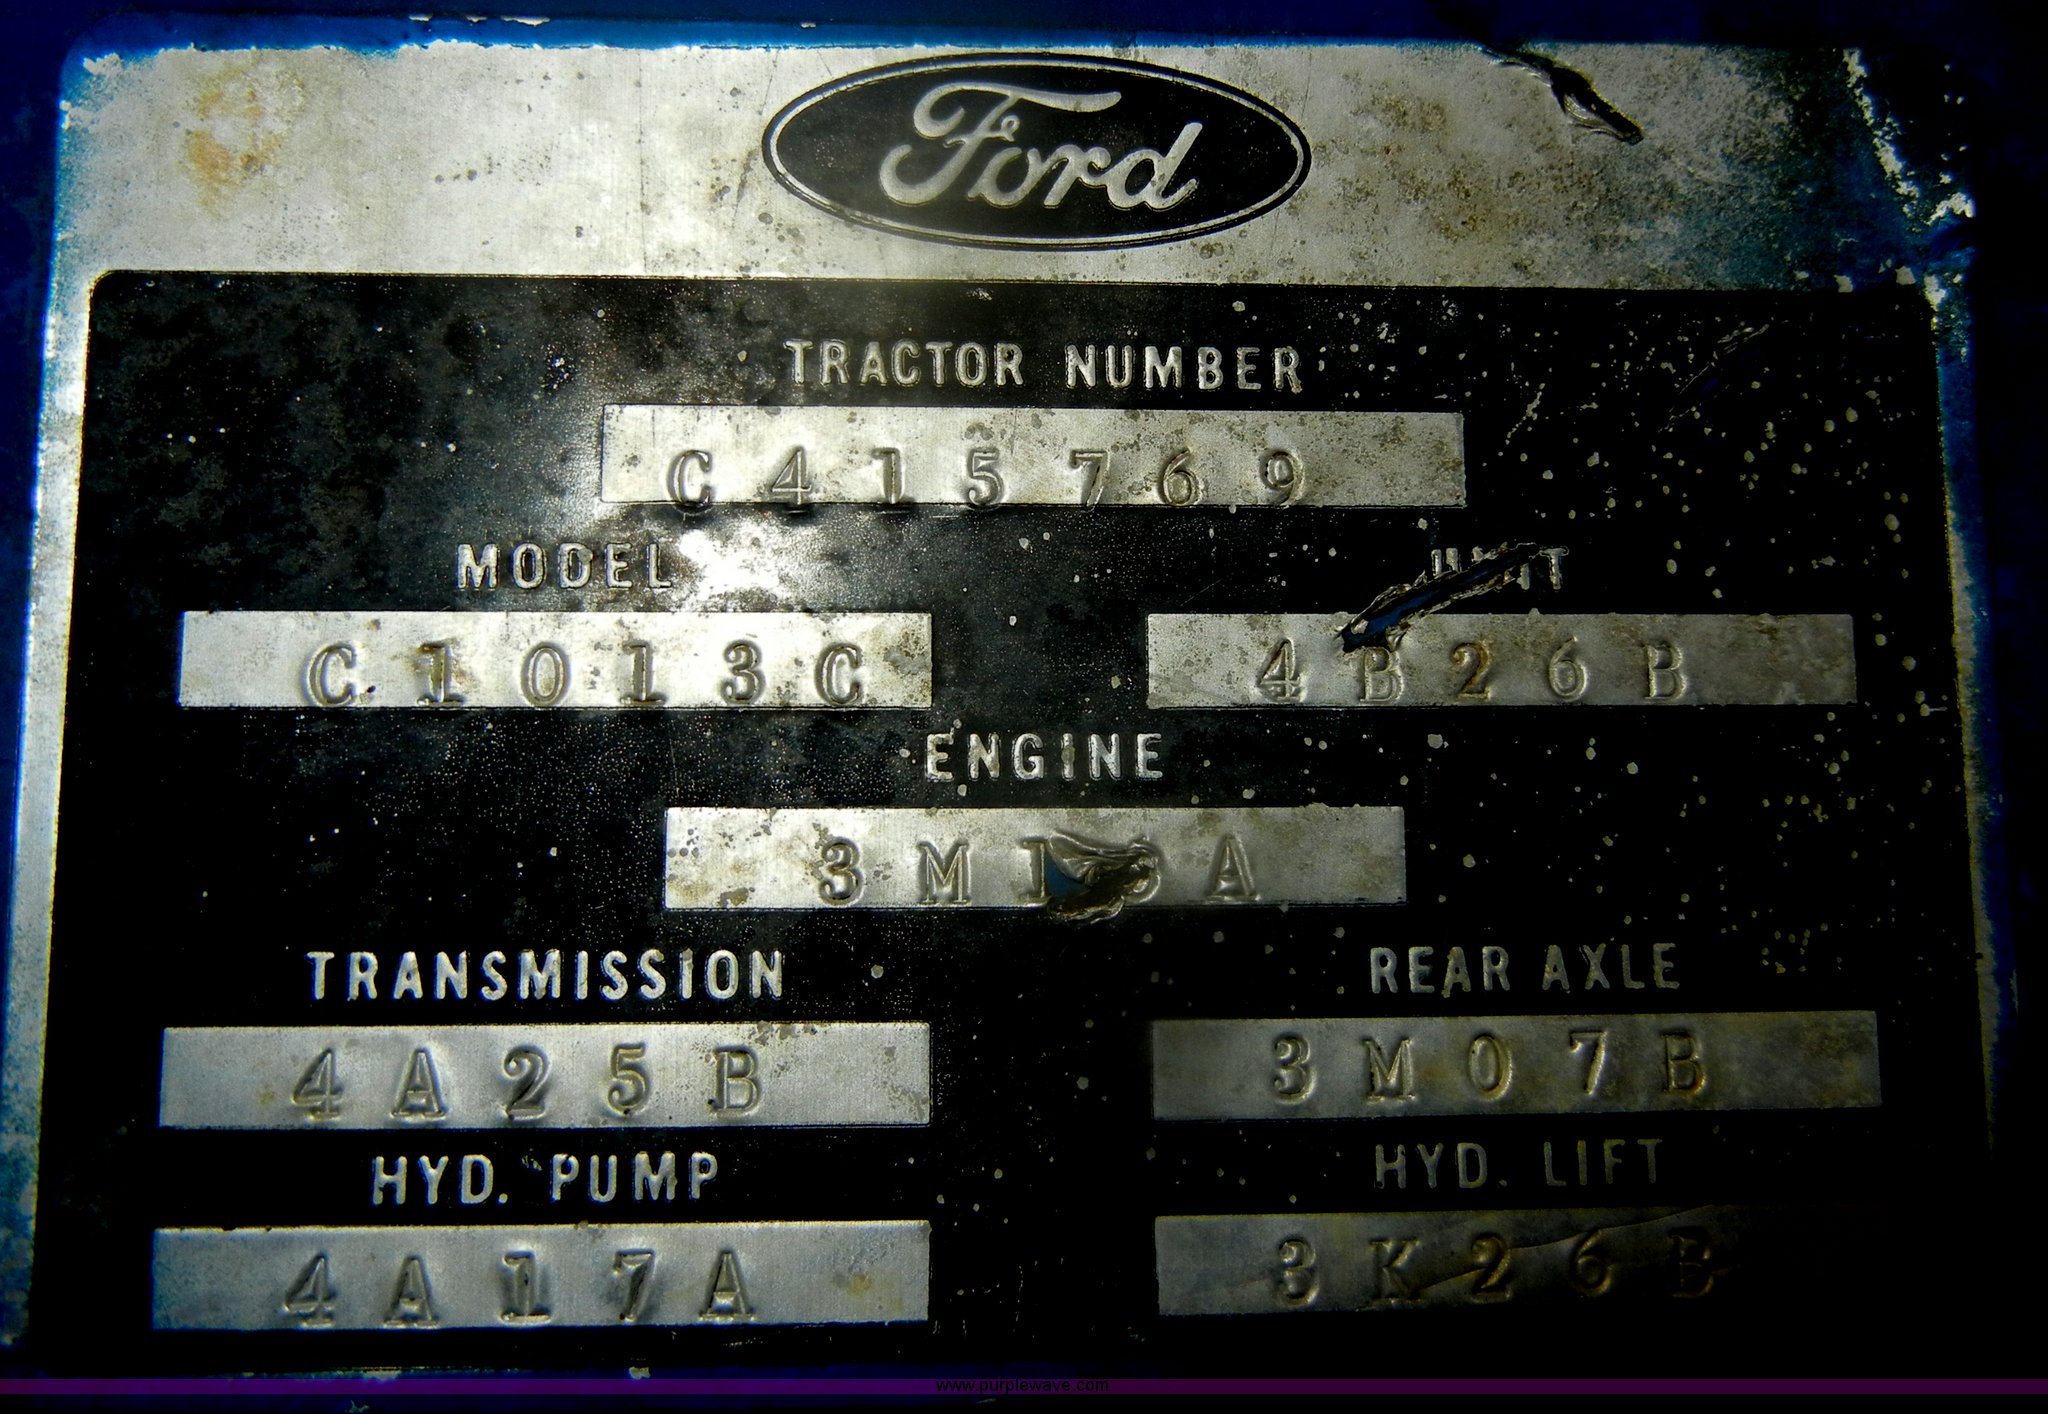 Ford
TRACTOR NUMBER
C415769
MODEL UNIT
C1013C 4B26B
ENGINE
TRANSMISSION REAR AXLE
4A25B 3M07B
HYD. PUMP HYD. LIFT
4A17A 3K26B
www.purplewave.com